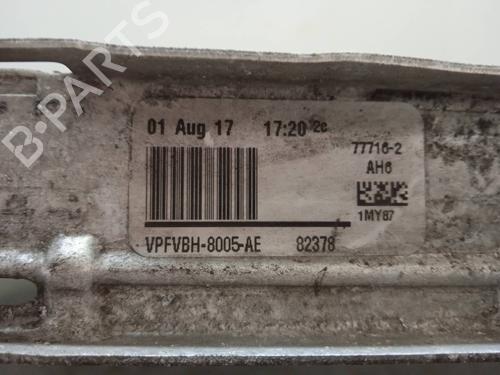 B-PARTS
01 Aug 17 17:20 2e
77716-2
AH6
1MY87
VPFVBH-8005-AE 82378